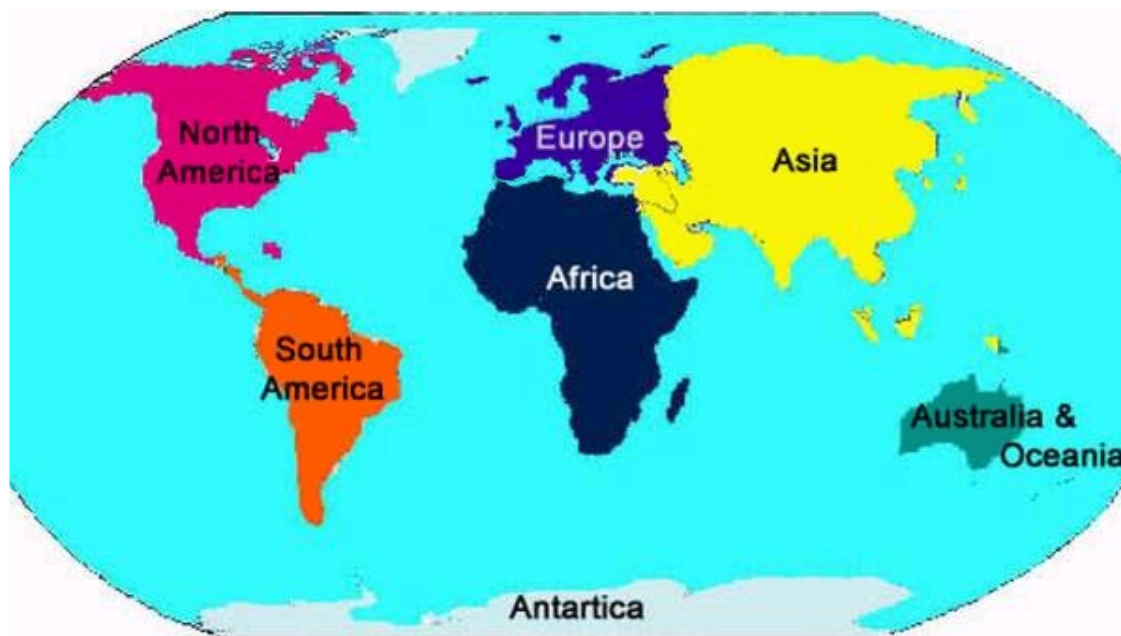 North
America
Europe
Asia
Africa
South
America
Australia &
Oceania
Antartica